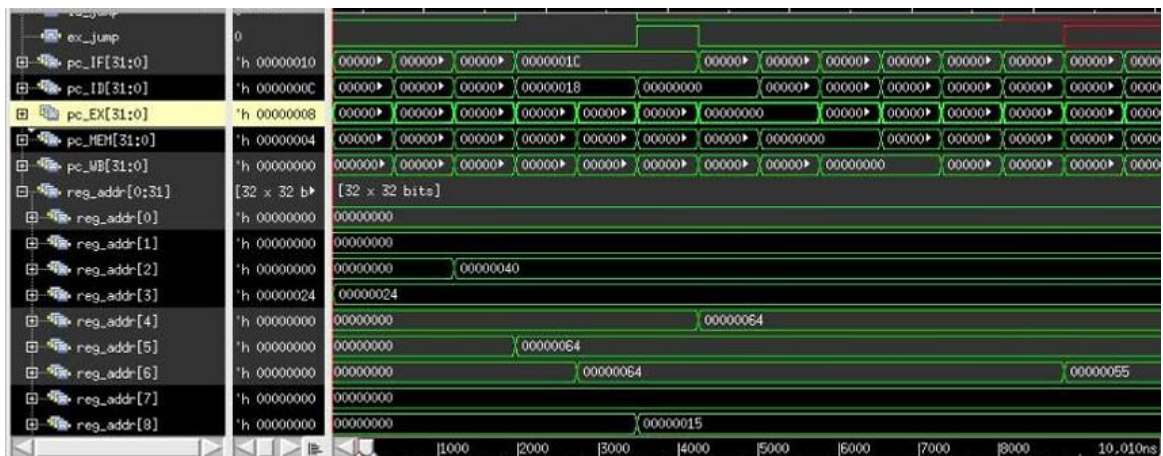 ex_jump 0
pc_IF[31:0] 'h 00000010 00000 00000 00000 0000001C 00000 00000 00000 00000 00000 00000 00000 0000
pc_ID[31:0] 'h 0000000C 00000 00000 00000 00000018 00000000 00000 00000 00000 00000 00000 00000 0000
pc_EX[31:0] 'h 00000008 00000 00000 00000 00000 00000 00000 00000000 00000 00000 00000 00000 00000 0000
pc_MEM[31:0] 'h 00000004 00000 00000 00000 00000 00000 00000 00000 00000000 00000 00000 00000 00000 0000
pc_WB[31:0] 'h 00000000 000000 00000 00000 00000 00000 00000 00000 00000 00000000 00000 00000 00000 0000
reg_addr[0:31] [32 x 32 b [32 x 32 bits]
reg_addr[0] 'h 00000000 00000000
reg_addr[1] 'h 00000000 00000000
reg_addr[2] 'h 00000000 00000000 00000040
reg_addr[3] 'h 00000024 00000024
reg_addr[4] 'h 00000000 00000000 00000064
reg_addr[5] 'h 00000000 00000000 00000064
reg_addr[6] 'h 00000000 00000000 00000064 00000055
reg_addr[7] 'h 00000000 00000000
reg_addr[8] 'h 00000000 00000000 00000015
1000 2000 3000 4000 5000 6000 7000 8000 10.010ns